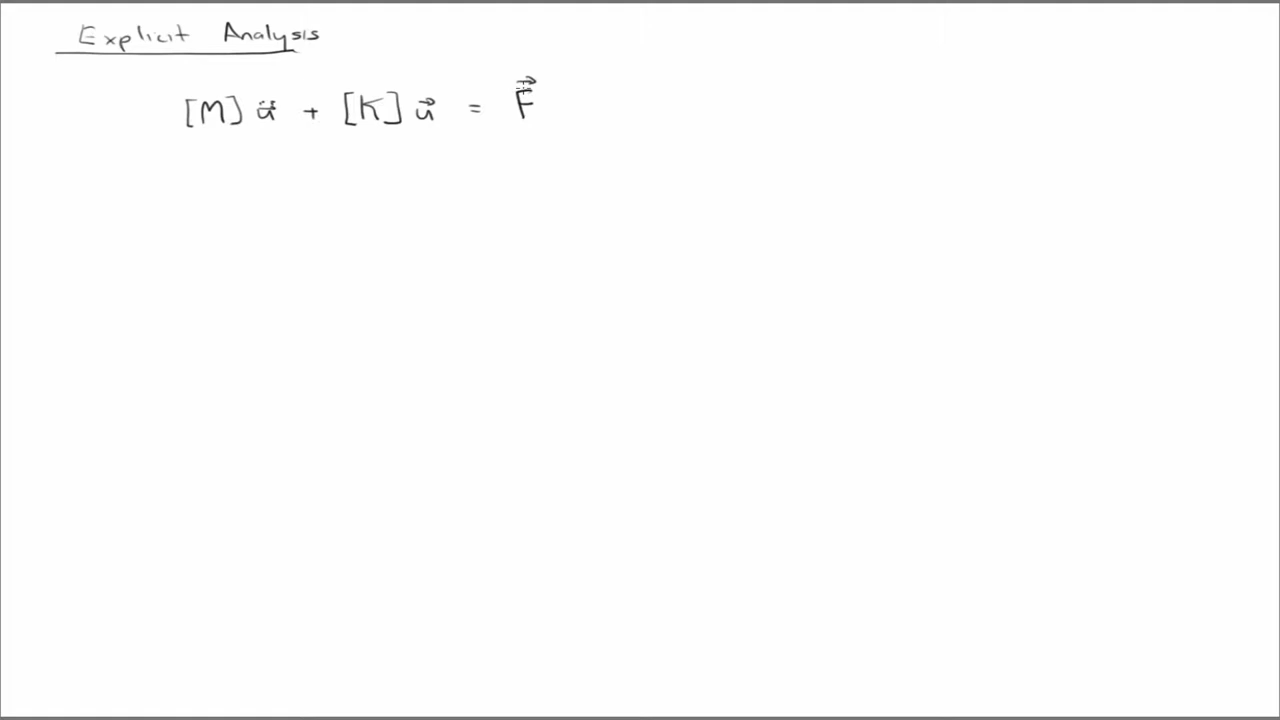 Explicit Analysis
[M] ü + [K] u⃗ = F⃗